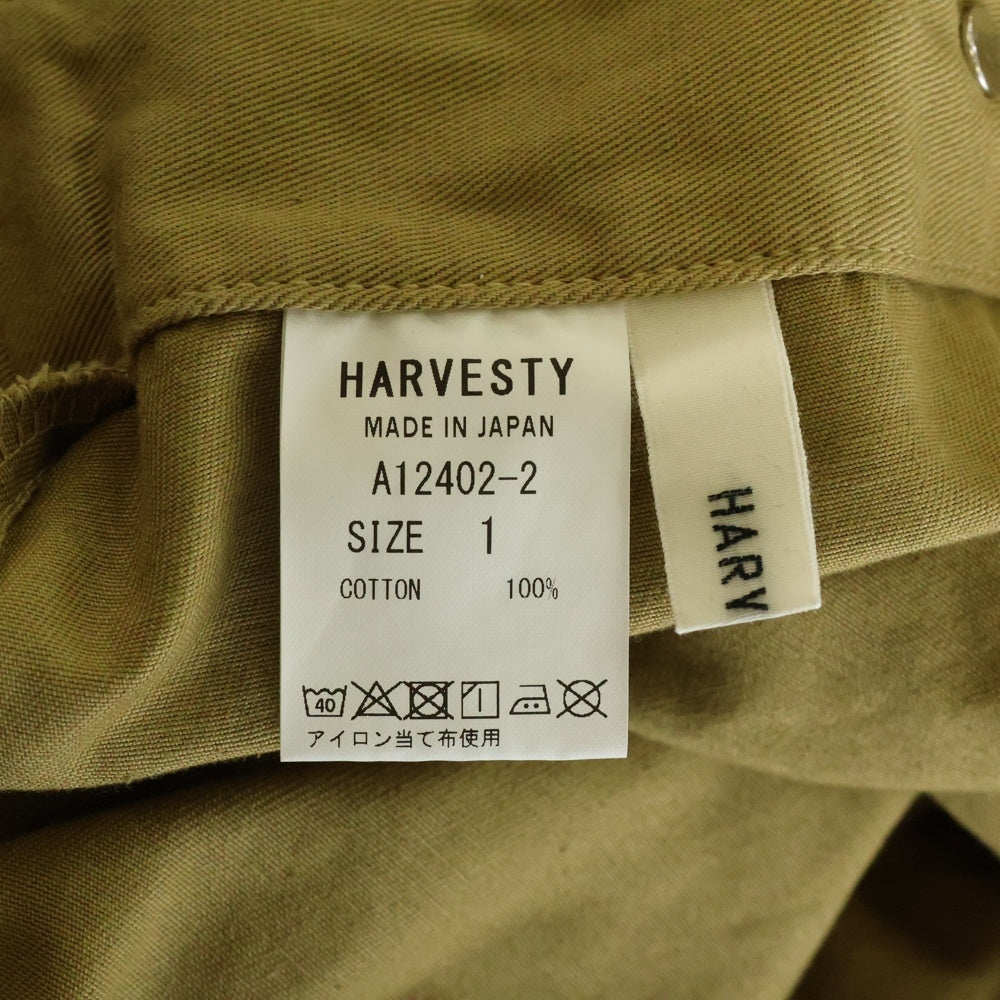 HARVESTY
MADE IN JAPAN
A12402-2
SIZE 1
COTTON 100%
40
アイロン当て布使用
HARV